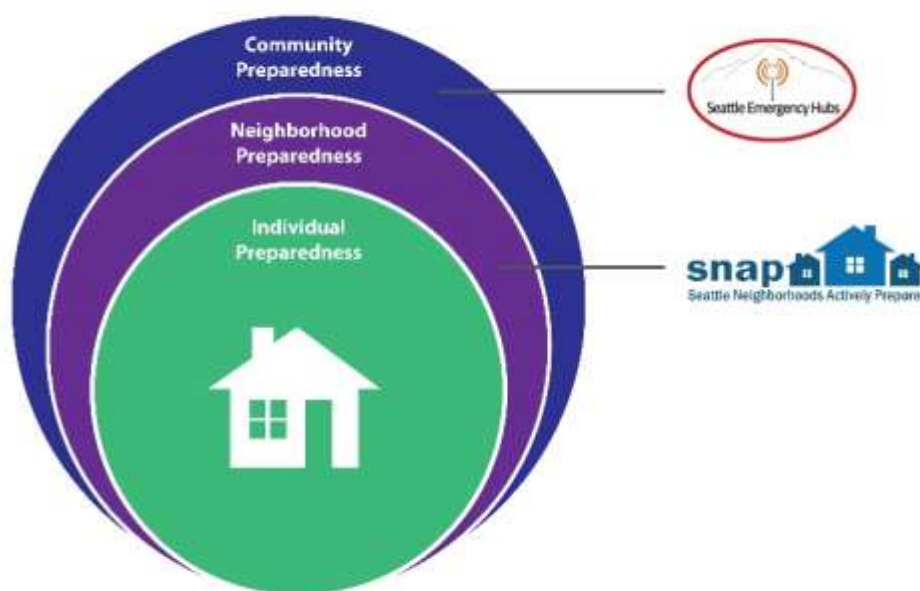 Community
Preparedness
Neighborhood
Preparedness
Individual
Preparedness
Seattle Emergency Hubs
snap
Seattle Neighborhoods Actively Prepare